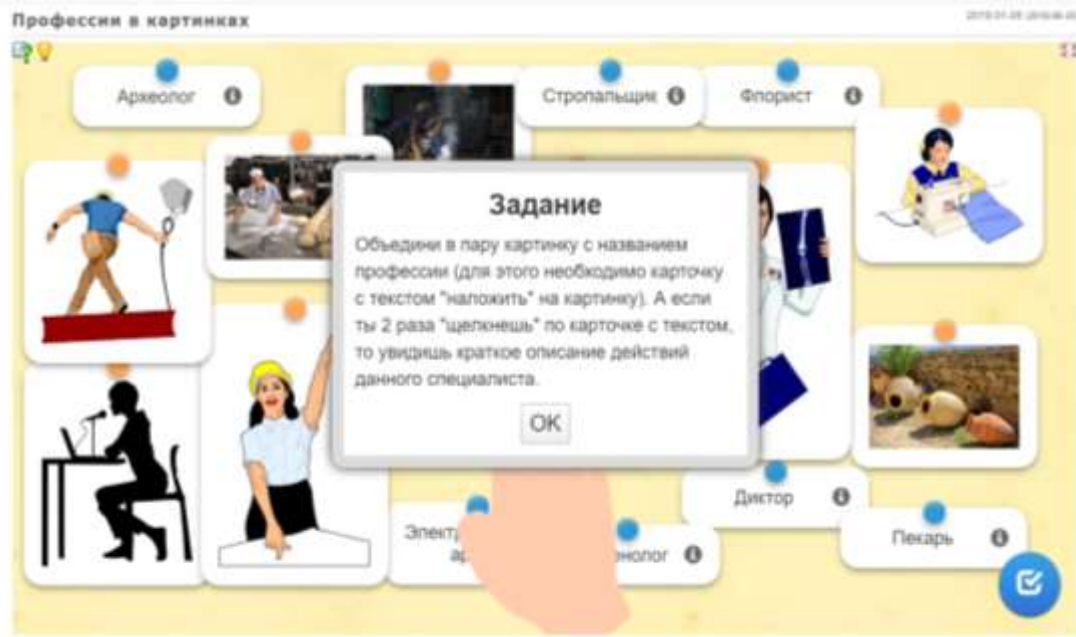 Профессии в картинках
Археолог
Стропальщик
Флорист
Задание
Объедини в пару картинку с названием
профессии (для этого необходимо карточку
с текстом "наложить" на картинку). А если
ты 2 раза "щелкнешь" по карточке с текстом,
то увидишь краткое описание действий
данного специалиста.
OK
Диктор
Пекарь